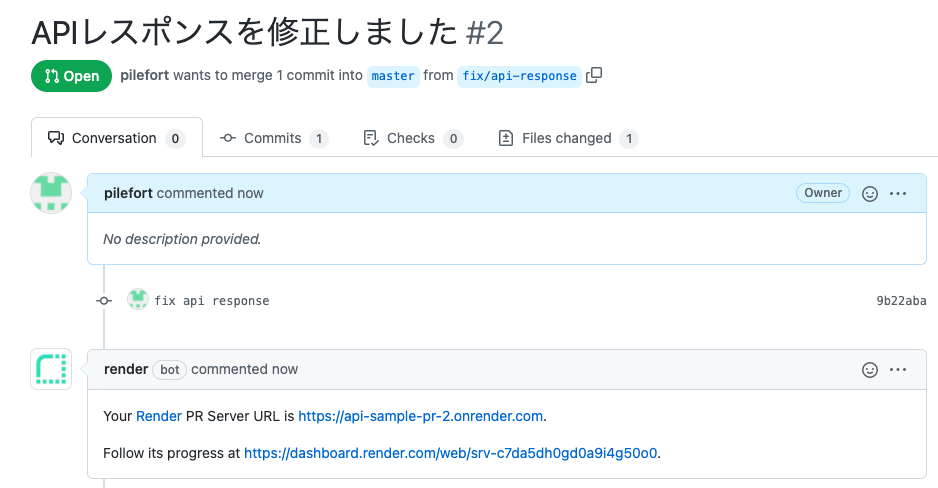 APIレスポンスを修正しました #2
Open pilefort wants to merge 1 commit into master from fix/api-response
Conversation 0 Commits 1 Checks 0 Files changed 1
pilefort commented now Owner
No description provided.
fix api response 9b22aba
render bot commented now
Your Render PR Server URL is https://api-sample-pr-2.onrender.com.
Follow its progress at https://dashboard.render.com/web/srv-c7da5dh0gd0a9i4g50o0.